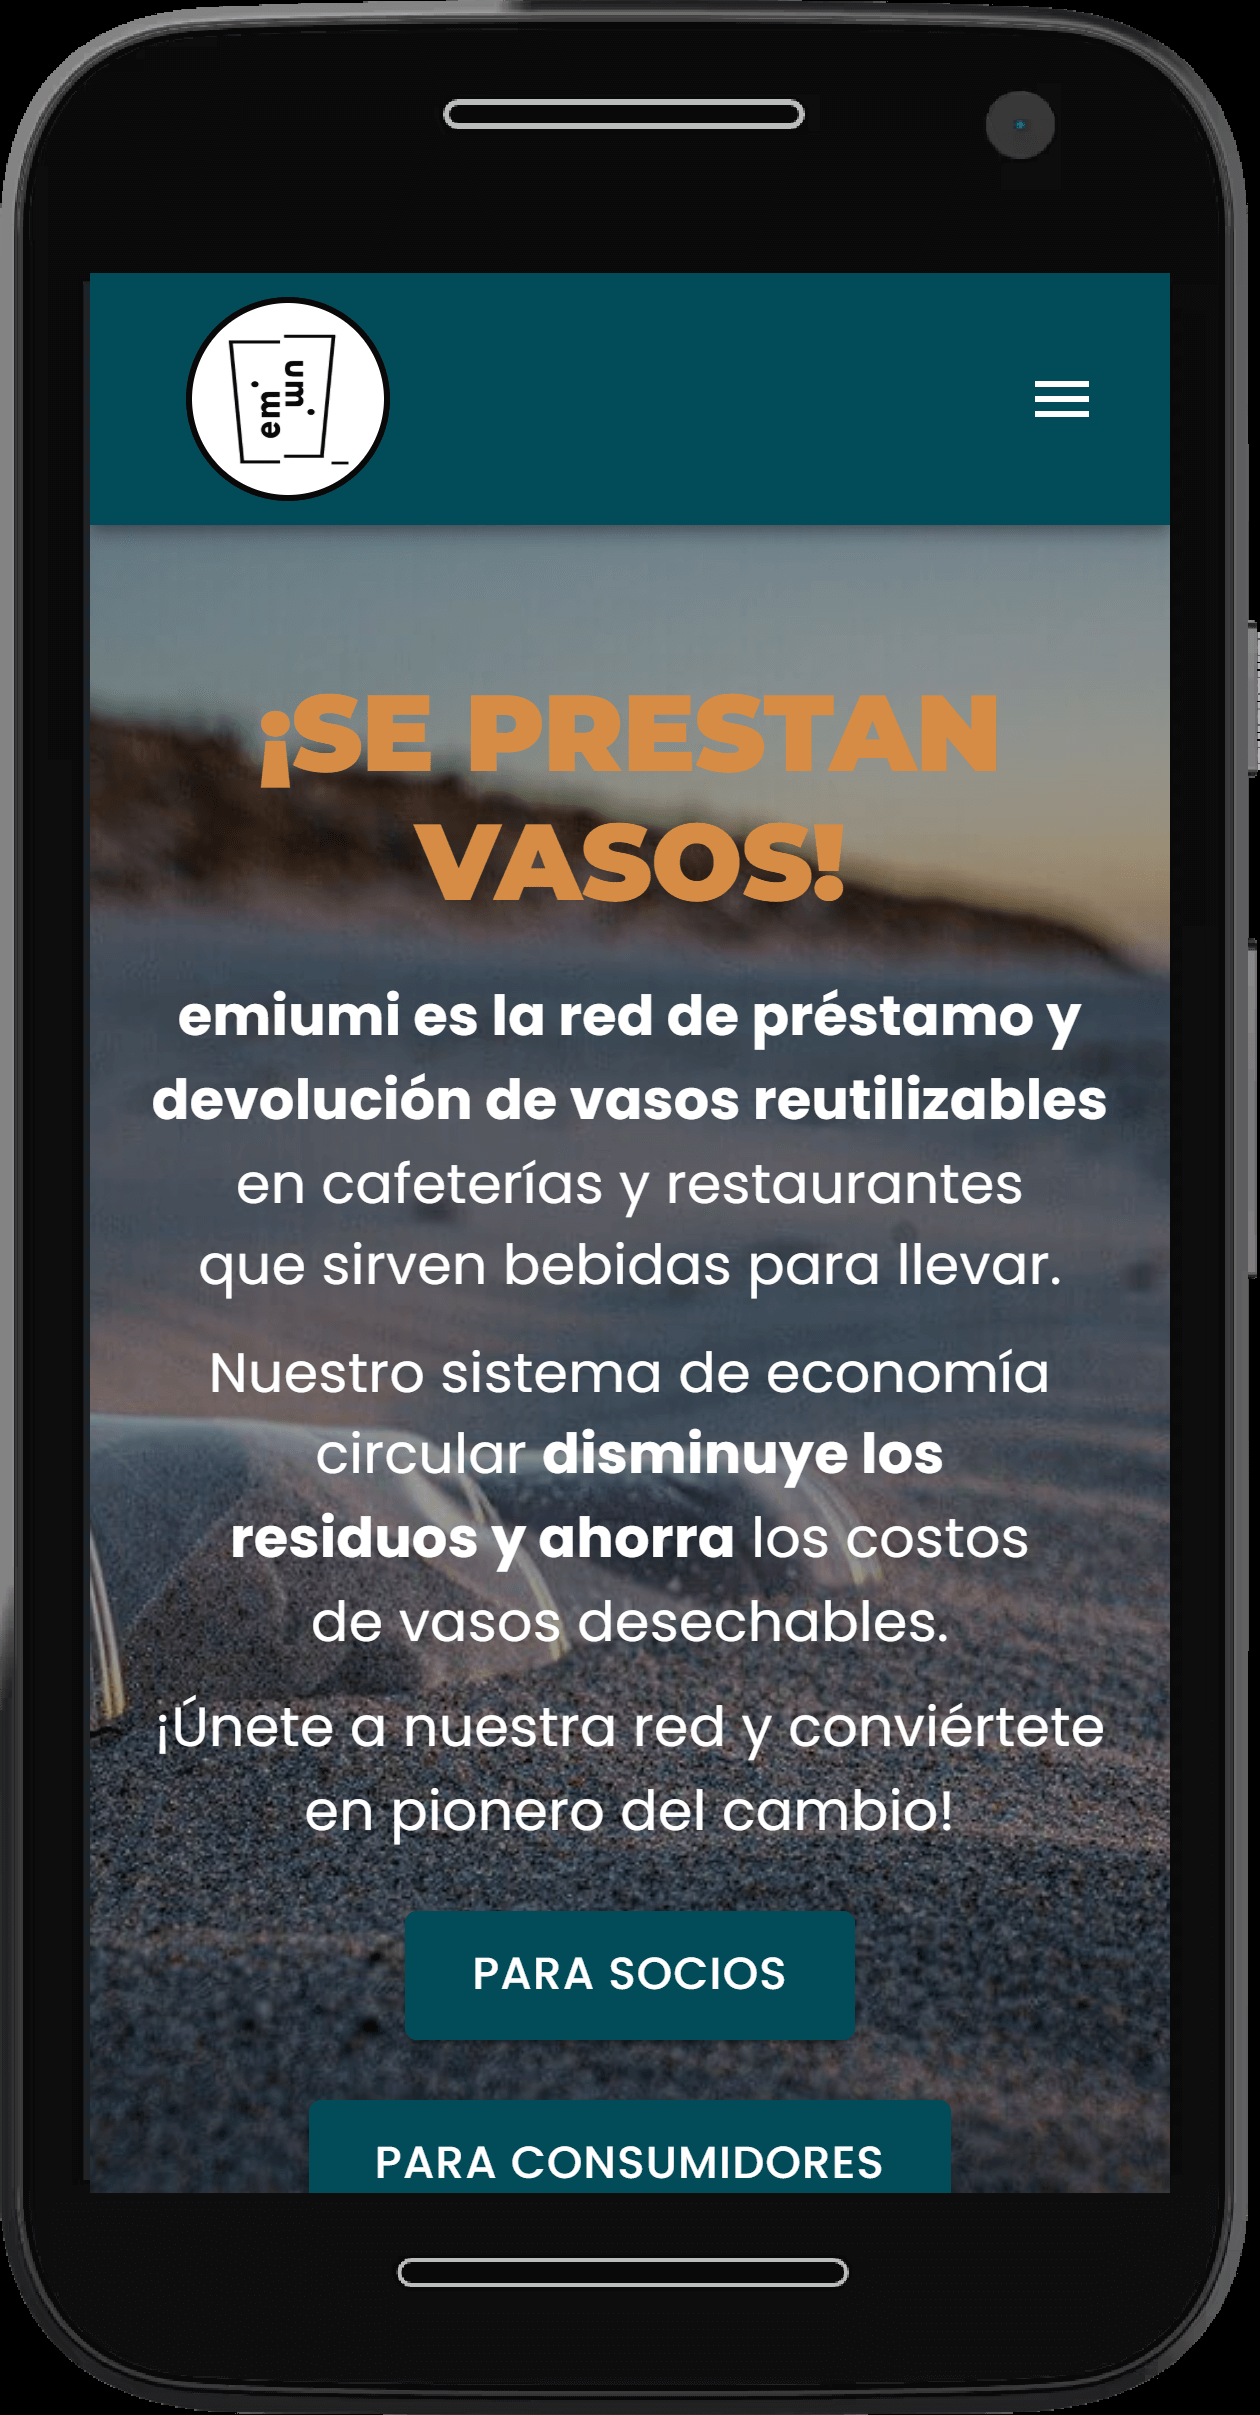 emi
umi
¡SE PRESTAN
VASOS!
emiumi es la red de préstamo y
devolución de vasos reutilizables
en cafeterías y restaurantes
que sirven bebidas para llevar.
Nuestro sistema de economía
circular disminuye los
residuos y ahorra los costos
de vasos desechables.
¡Únete a nuestra red y conviértete
en pionero del cambio!
PARA SOCIOS
PARA CONSUMIDORES